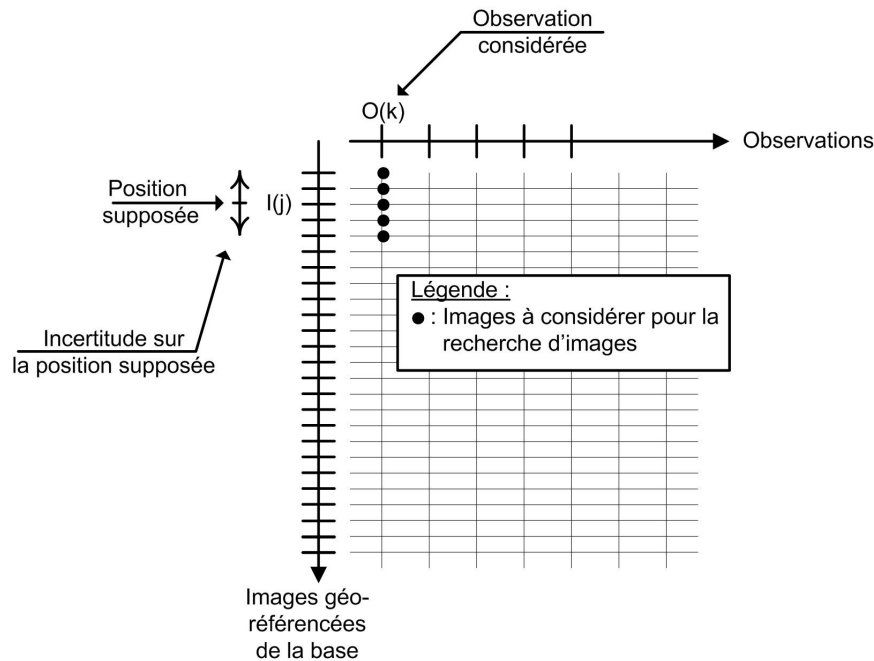 Observation
considérée
O(k)
Observations
Position
supposée
I(j)
Légende :
● : Images à considérer pour la
recherche d'images
Incertitude sur
la position supposée
Images géo-
référencées
de la base